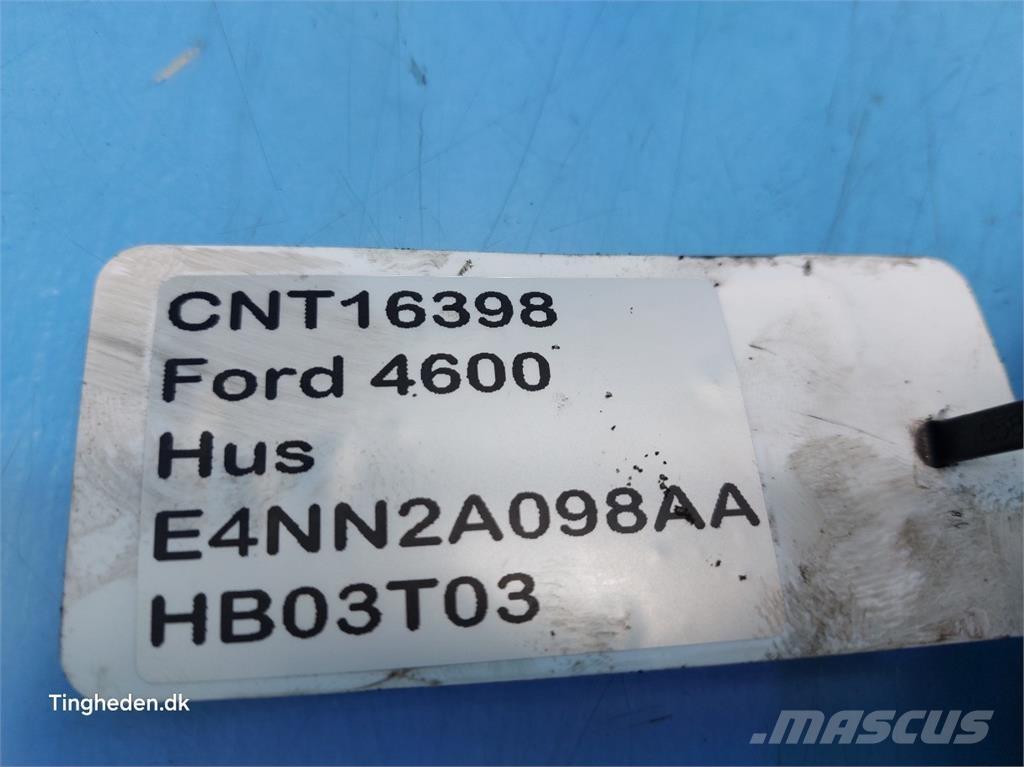 CNT16398
Ford 4600
Hus
E4NN2A098AA
HB03T03
Tingheden.dk
MASCUS